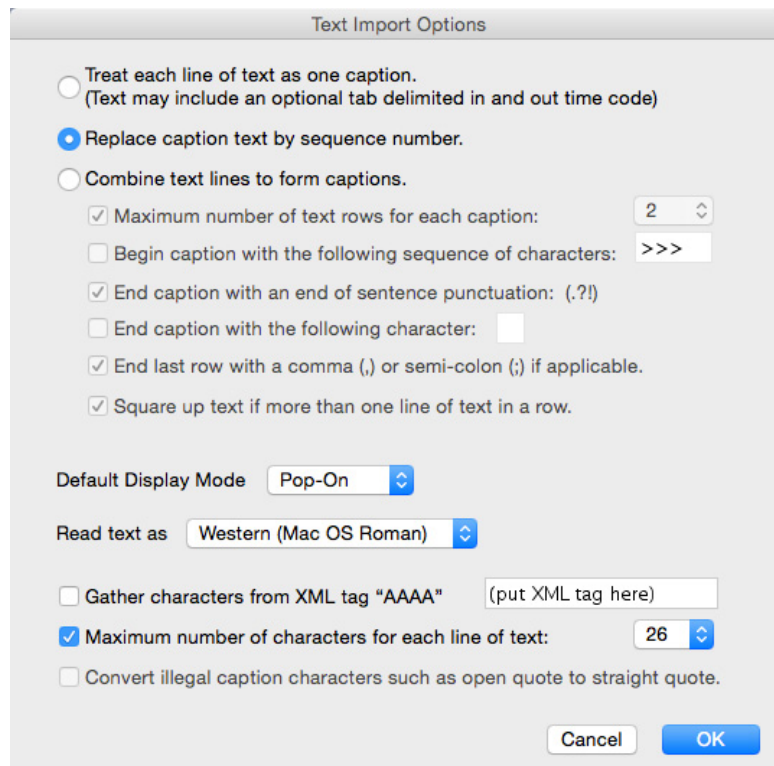 Text Import Options
Treat each line of text as one caption.
(Text may include an optional tab delimited in and out time code)
Replace caption text by sequence number.
Combine text lines to form captions.
Maximum number of text rows for each caption: 2
Begin caption with the following sequence of characters: >>>
End caption with an end of sentence punctuation: (.?!)
End caption with the following character:
End last row with a comma (,) or semi-colon (;) if applicable.
Square up text if more than one line of text in a row.
Default Display Mode Pop-On
Read text as Western (Mac OS Roman)
Gather characters from XML tag “AAAA” (put XML tag here)
Maximum number of characters for each line of text: 26
Convert illegal caption characters such as open quote to straight quote.
Cancel OK